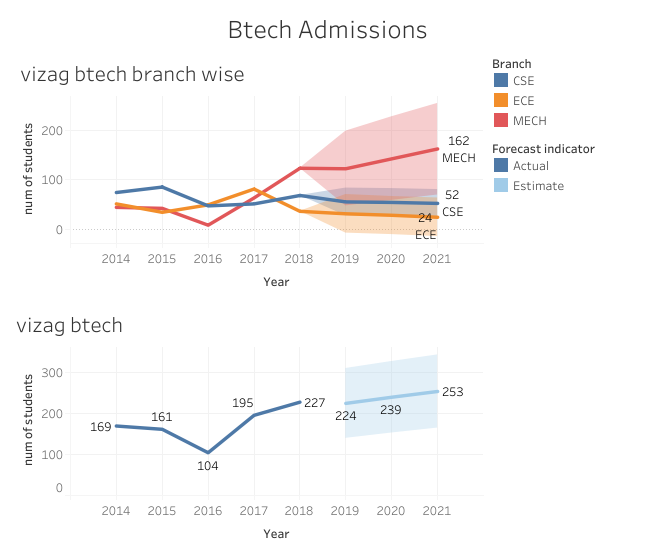 Btech Admissions
vizag btech branch wise
Branch
CSE
ECE
MECH
Forecast indicator
Actual
Estimate
num of students
200
100
0
162
MECH
52
CSE
24
ECE
2014 2015 2016 2017 2018 2019 2020 2021
Year
vizag btech
num of students
300
200
100
0
169
161
104
195
227
224
239
253
2014 2015 2016 2017 2018 2019 2020 2021
Year